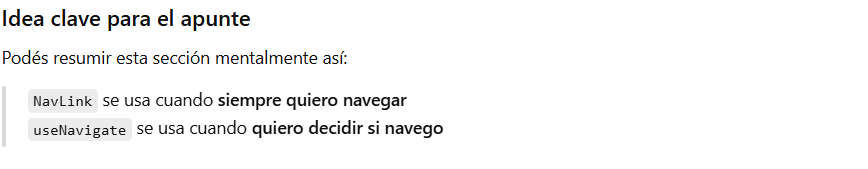 Idea clave para el apunte
Podés resumir esta sección mentalmente así:
NavLink se usa cuando siempre quiero navegar
useNavigate se usa cuando quiero decidir si navego